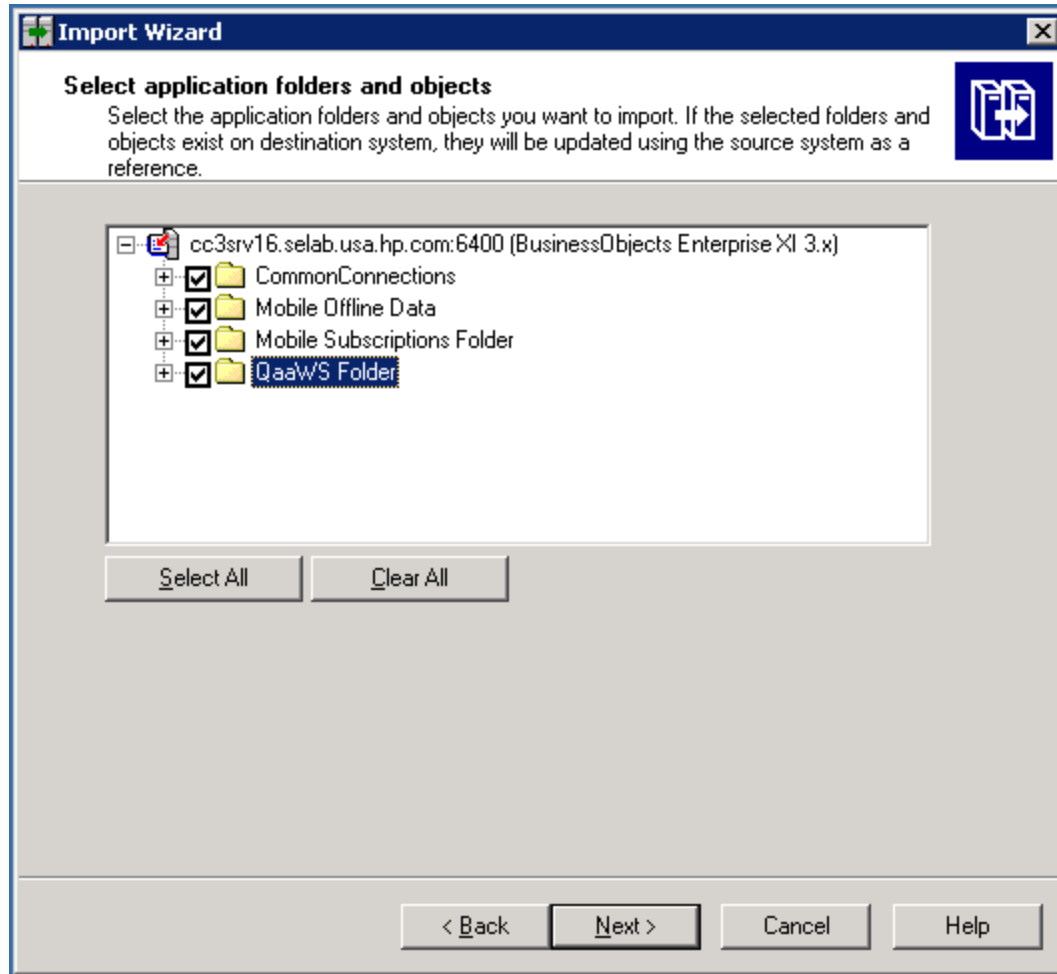 Import Wizard
Select application folders and objects
Select the application folders and objects you want to import. If the selected folders and
objects exist on destination system, they will be updated using the source system as a
reference.
cc3srv16.selab.usa.hp.com:6400 (BusinessObjects Enterprise XI 3.x)
CommonConnections
Mobile Offline Data
Mobile Subscriptions Folder
QaaWS Folder
Select All Clear All
< Back Next > Cancel Help